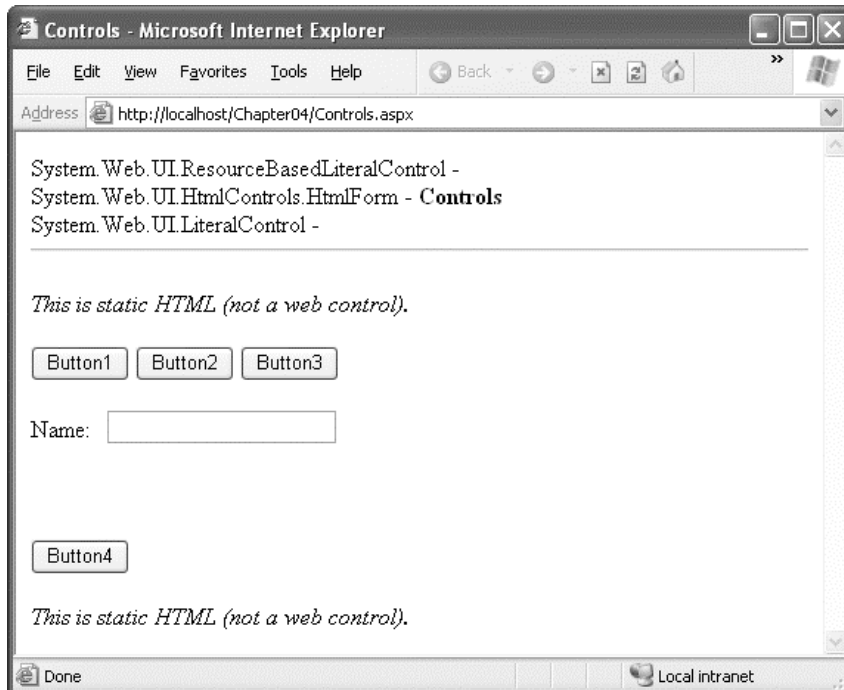 Controls - Microsoft Internet Explorer
File Edit View Favorites Tools Help Back »
Address http://localhost/Chapter04/Controls.aspx
System.Web.UI.ResourceBasedLiteralControl -
System.Web.UI.HtmlControls.HtmlForm - Controls
System.Web.UI.LiteralControl -
This is static HTML (not a web control).
Button1 Button2 Button3
Name:
Button4
This is static HTML (not a web control).
Done Local intranet